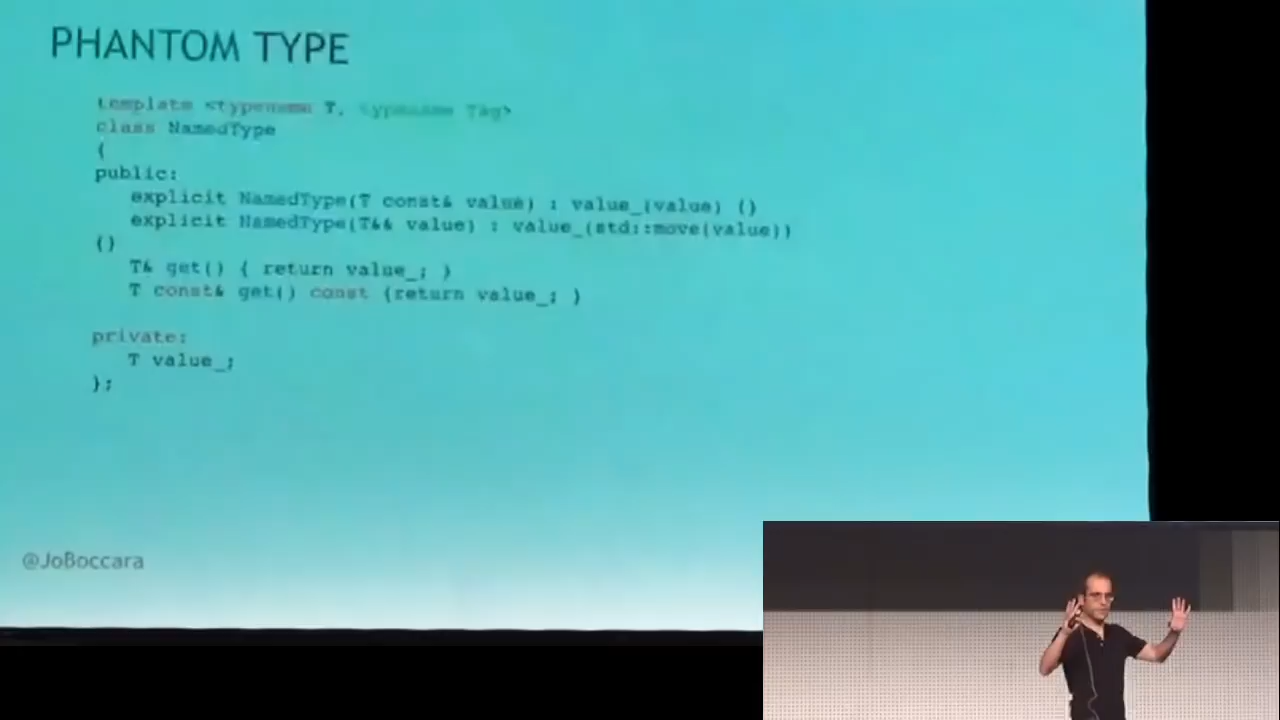 PHANTOM TYPE
template <typename T, typename Tag>
class NamedType
{
public:
explicit NamedType(T const& value) : value_(value) {}
explicit NamedType(T&& value) : value_(std::move(value))
{}
T& get() { return value_; }
T const& get() const {return value_; }
private:
T value_;
};
@JoBoccara